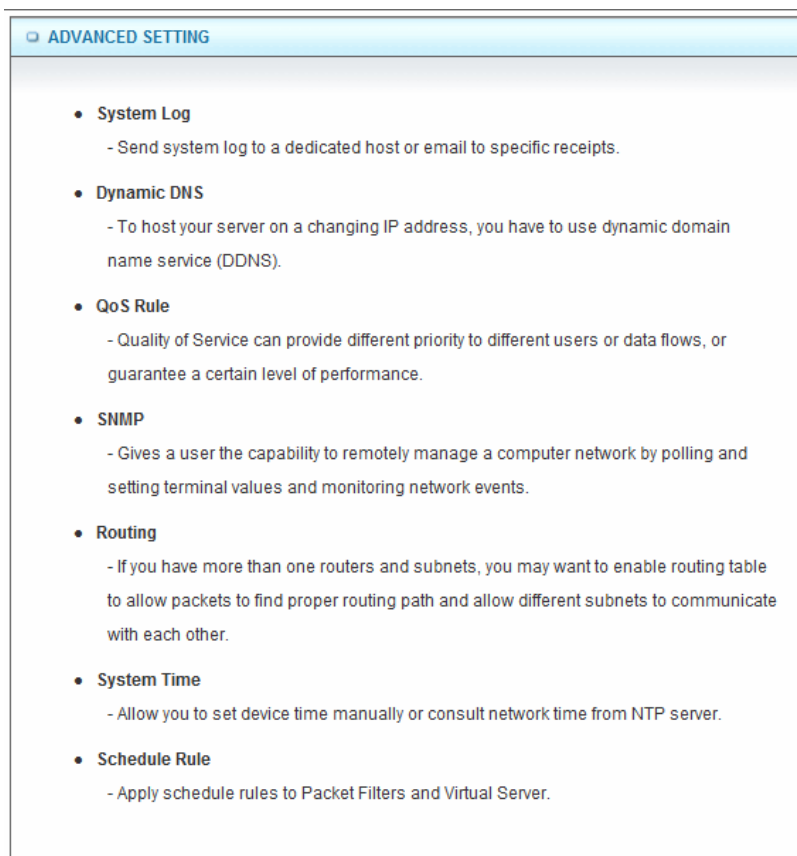 ADVANCED SETTING
• System Log
- Send system log to a dedicated host or email to specific receipts.
• Dynamic DNS
- To host your server on a changing IP address, you have to use dynamic domain
name service (DDNS).
• QoS Rule
- Quality of Service can provide different priority to different users or data flows, or
guarantee a certain level of performance.
• SNMP
- Gives a user the capability to remotely manage a computer network by polling and
setting terminal values and monitoring network events.
• Routing
- If you have more than one routers and subnets, you may want to enable routing table
to allow packets to find proper routing path and allow different subnets to communicate
with each other.
• System Time
- Allow you to set device time manually or consult network time from NTP server.
• Schedule Rule
- Apply schedule rules to Packet Filters and Virtual Server.